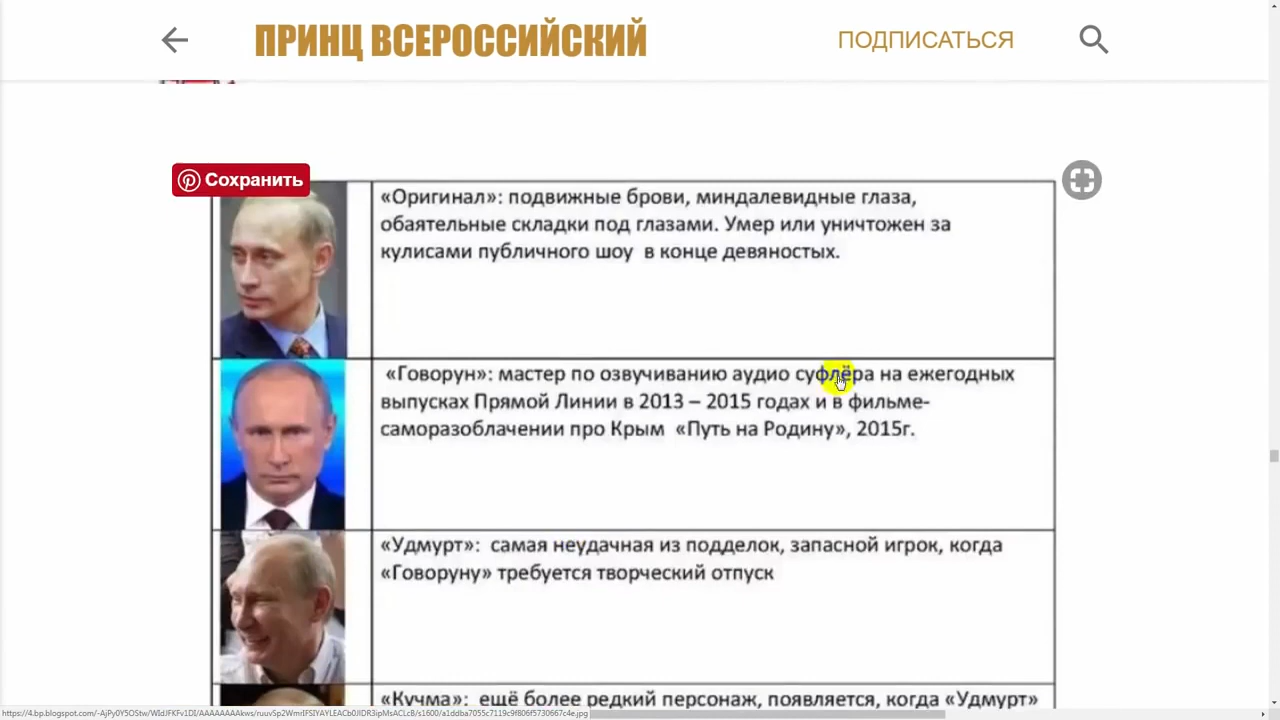 ПРИНЦ ВСЕРОССИЙСКИЙ
ПОДПИСАТЬСЯ
Сохранить
«Оригинал»: подвижные брови, миндалевидные глаза,
обаятельные складки под глазами. Умер или уничтожен за
кулисами публичного шоу в конце девяностых.
«Говорун»: мастер по озвучиванию аудио суфлёра на ежегодных
выпусках Прямой Линии в 2013 – 2015 годах и в фильме-
саморазоблачении про Крым «Путь на Родину», 2015г.
«Удмурт»: самая неудачная из подделок, запасной игрок, когда
«Говоруну» требуется творческий отпуск
«Кучма»: ещё более редкий персонаж, появляется, когда «Удмурт»